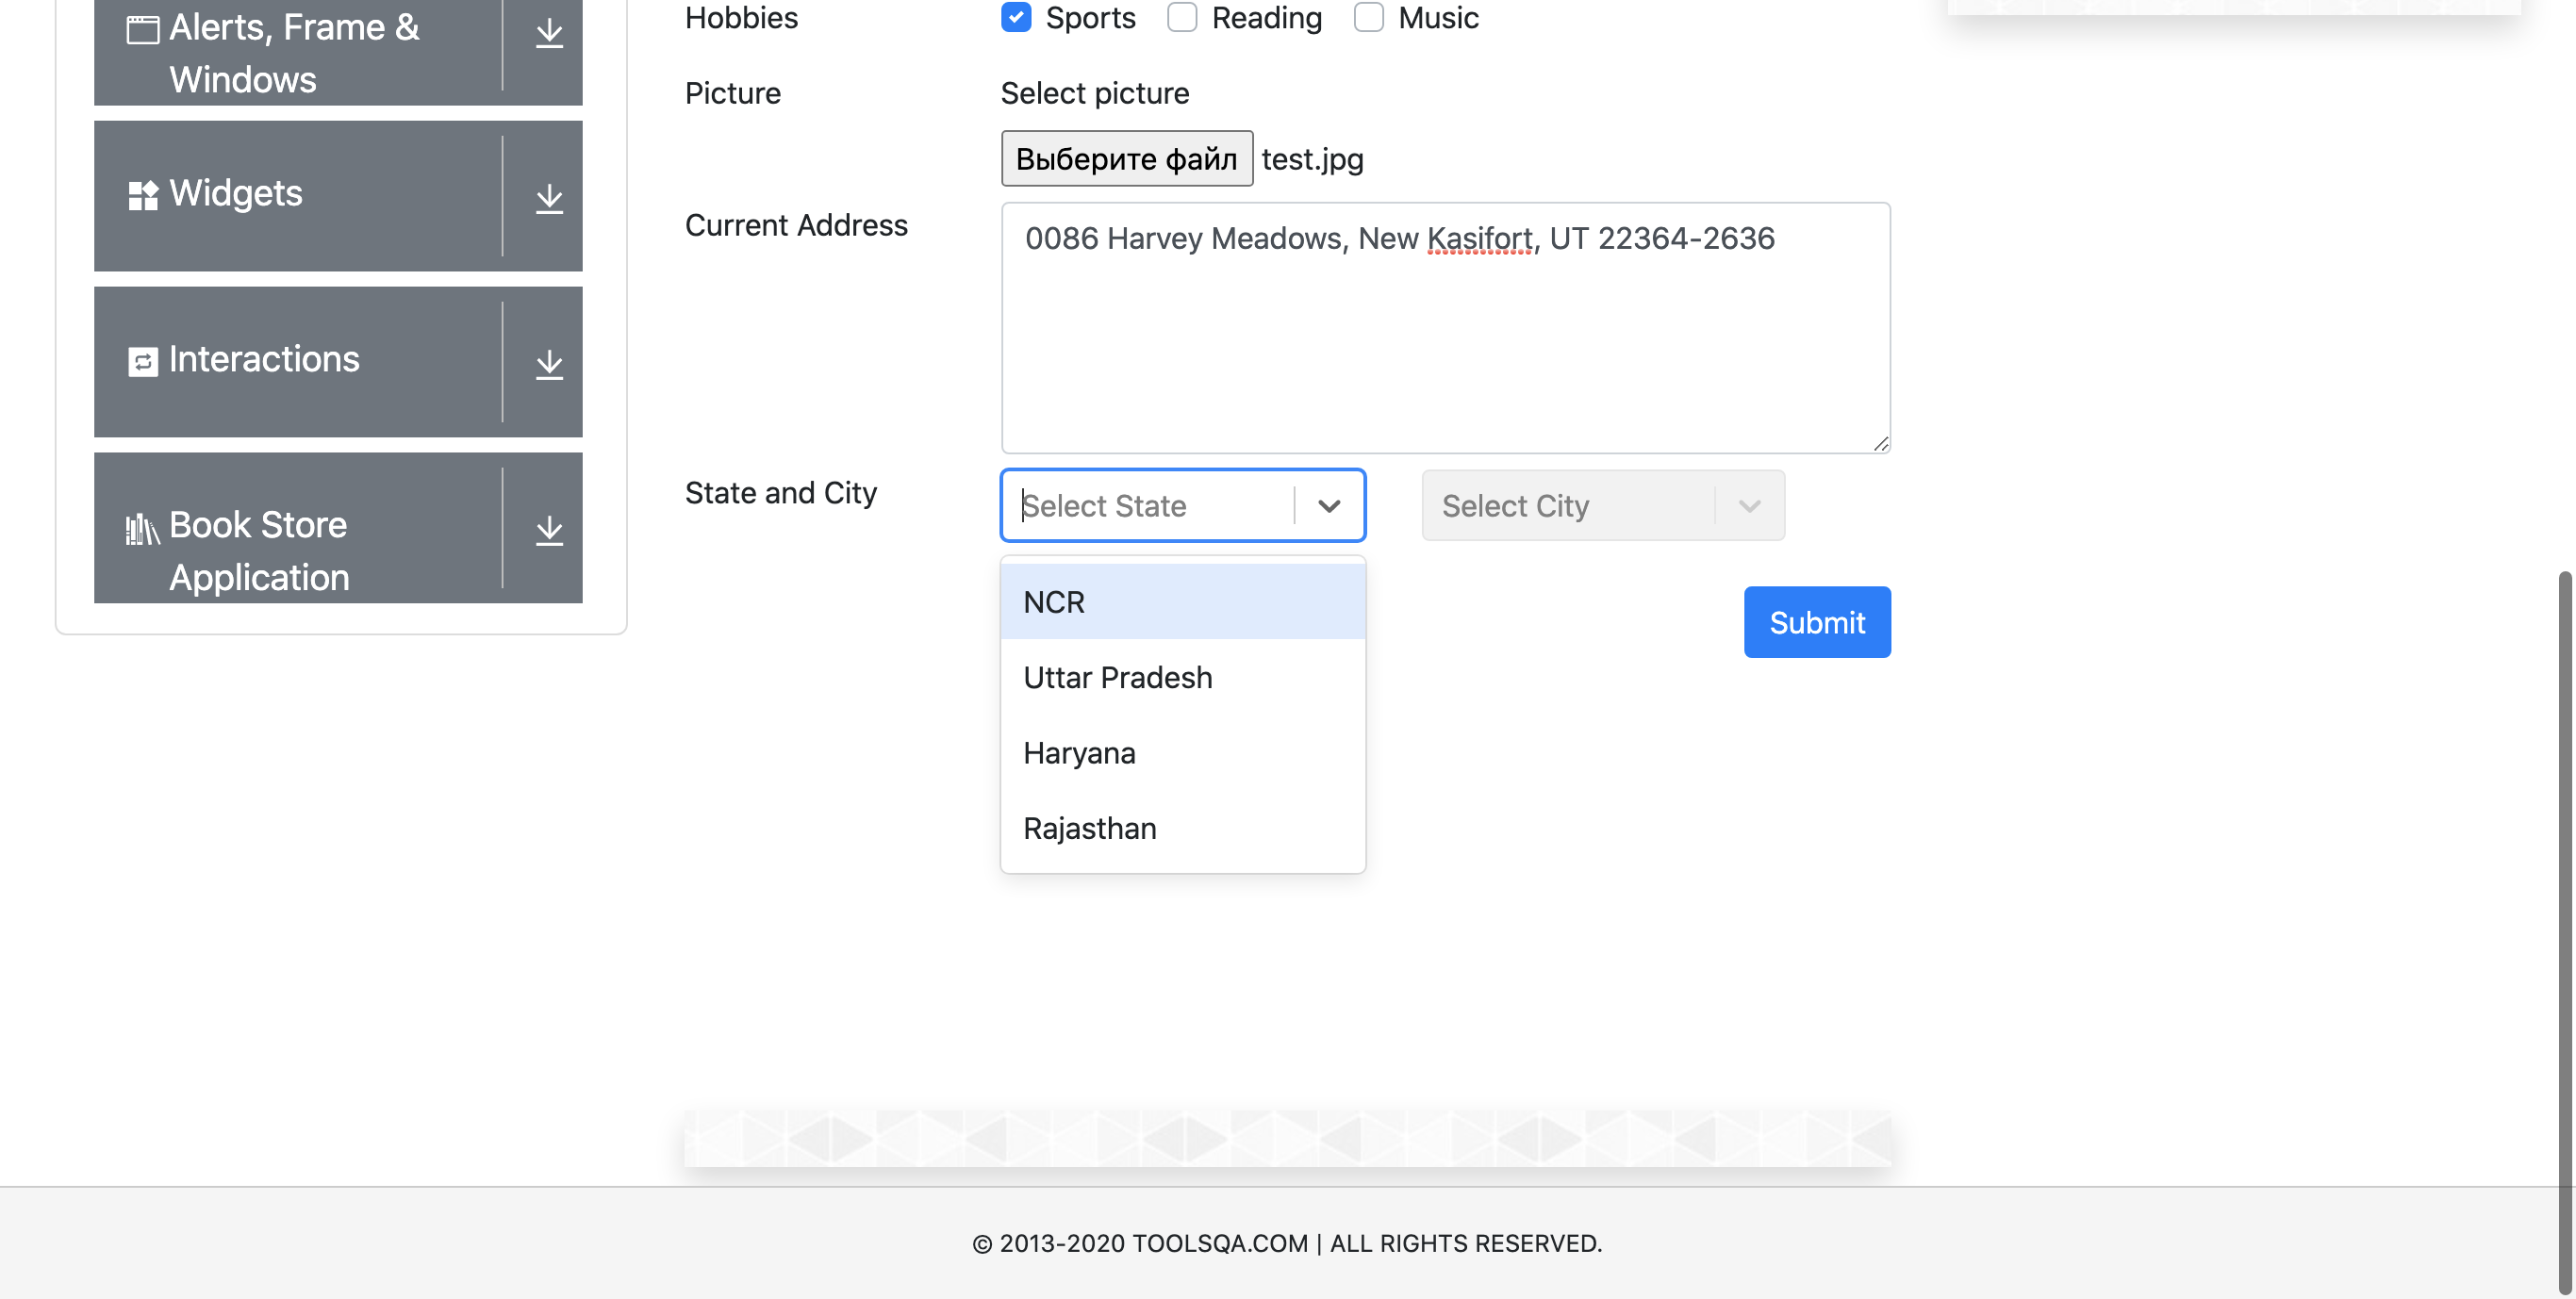 Alerts, Frame &
Windows
Widgets
Interactions
Book Store
Application
Hobbies
Sports
Reading
Music
Picture
Select picture
Выберите файл test.jpg
Current Address
0086 Harvey Meadows, New Kasifort, UT 22364-2636
State and City
Select State
Select City
NCR
Uttar Pradesh
Haryana
Rajasthan
Submit
© 2013-2020 TOOLSQA.COM | ALL RIGHTS RESERVED.